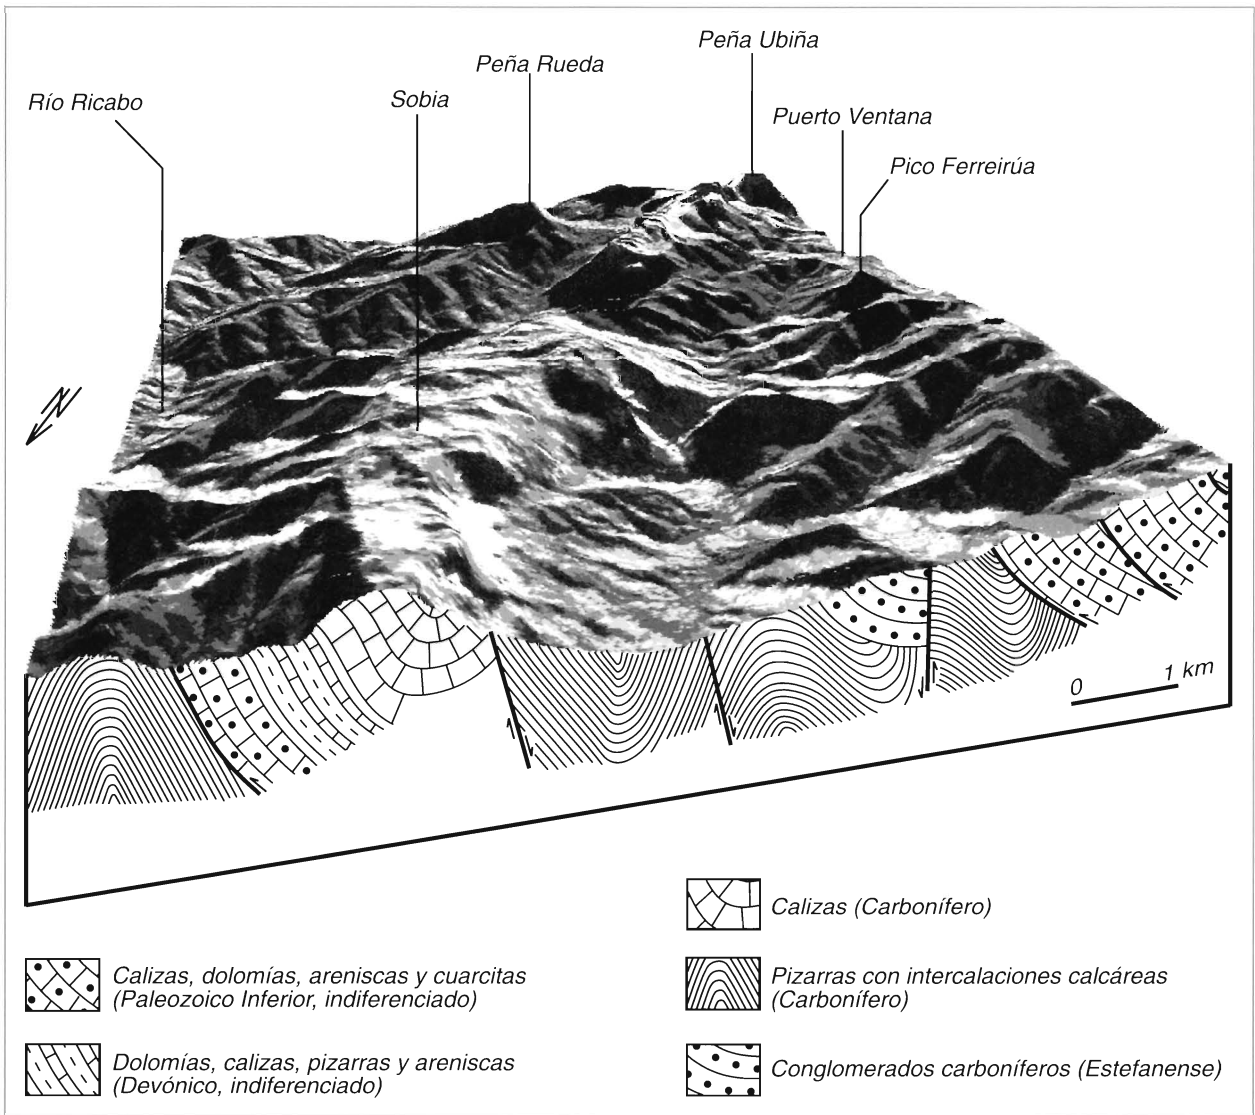 Peña Ubiña
Peña Rueda
Sobia
Río Ricabo
Puerto Ventana
Pico Ferreirúa
N
0 1 km
Calizas (Carbonífero)
Calizas, dolomías, areniscas y cuarcitas
(Paleozoico Inferior, indiferenciado)
Pizarras con intercalaciones calcáreas
(Carbonífero)
Dolomías, calizas, pizarras y areniscas
(Devónico, indiferenciado)
Conglomerados carboníferos (Estefanense)